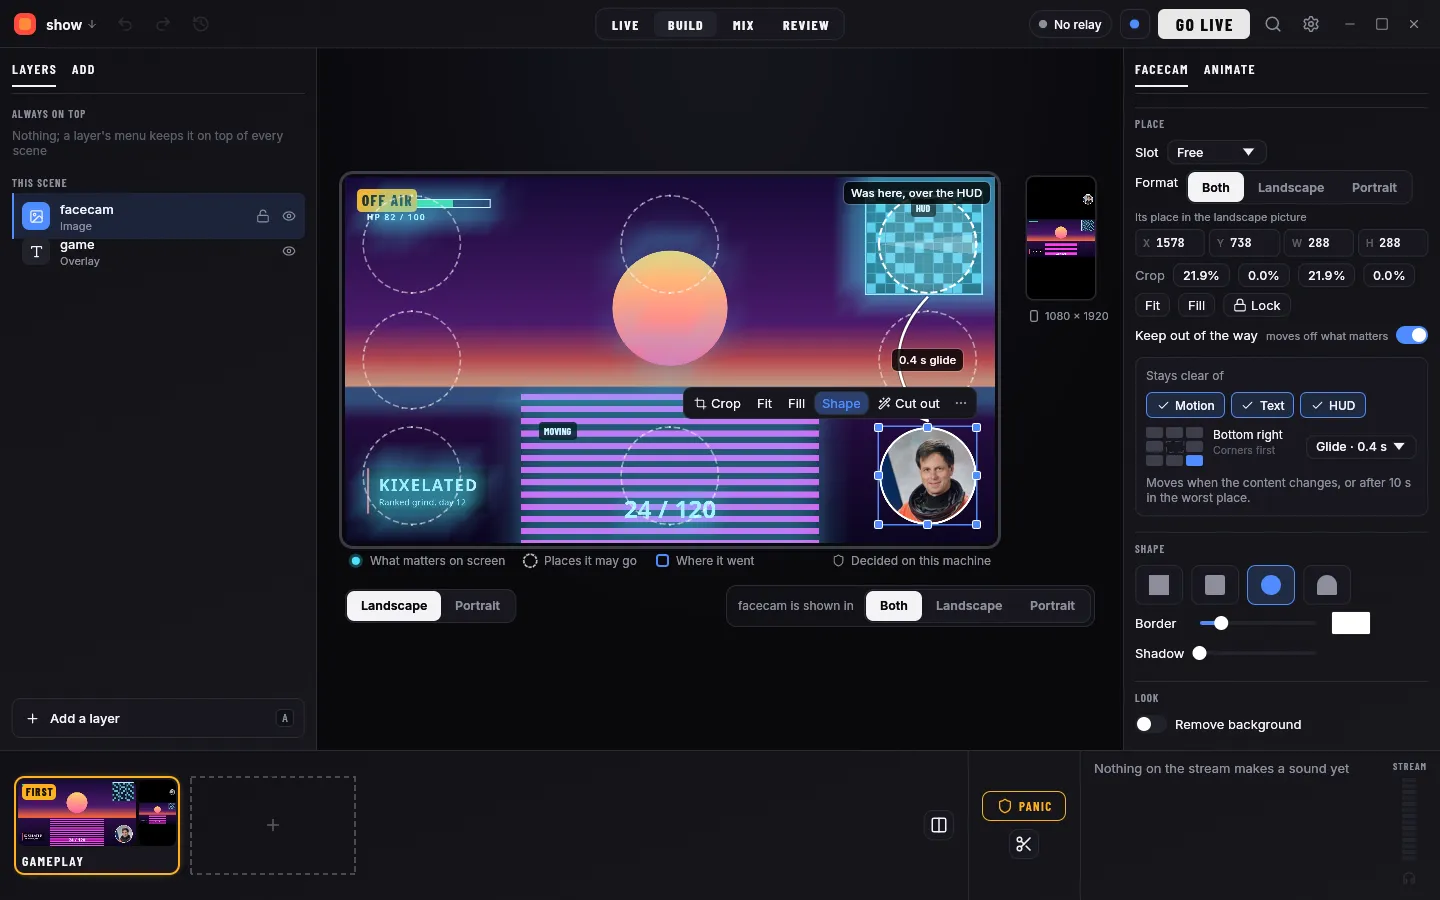 show
LIVE BUILD MIX REVIEW
No relay
GO LIVE
LAYERS ADD
ALWAYS ON TOP
Nothing; a layer's menu keeps it on top of every
scene
THIS SCENE
facecam
Image
game
Overlay
Add a layer
A
OFF AIR
HP 82 / 100
Was here, over the HUD
HUD
0.4 s glide
Crop Fit Fill Shape Cut out ···
MOVING
KIXELATED
Ranked grind, day 12
24 / 120
1080 × 1920
What matters on screen
Places it may go
Where it went
Decided on this machine
Landscape Portrait
facecam is shown in Both Landscape Portrait
FACECAM ANIMATE
PLACE
Slot Free
Format Both Landscape Portrait
Its place in the landscape picture
X 1578 Y 738 W 288 H 288
Crop 21.9% 0.0% 21.9% 0.0%
Fit Fill Lock
Keep out of the way moves off what matters
Stays clear of
Motion Text HUD
Bottom right
Corners first
Glide · 0.4 s
Moves when the content changes, or after 10 s
in the worst place.
SHAPE
Border
Shadow
LOOK
Remove background
FIRST
GAMEPLAY
PANIC
Nothing on the stream makes a sound yet
STREAM